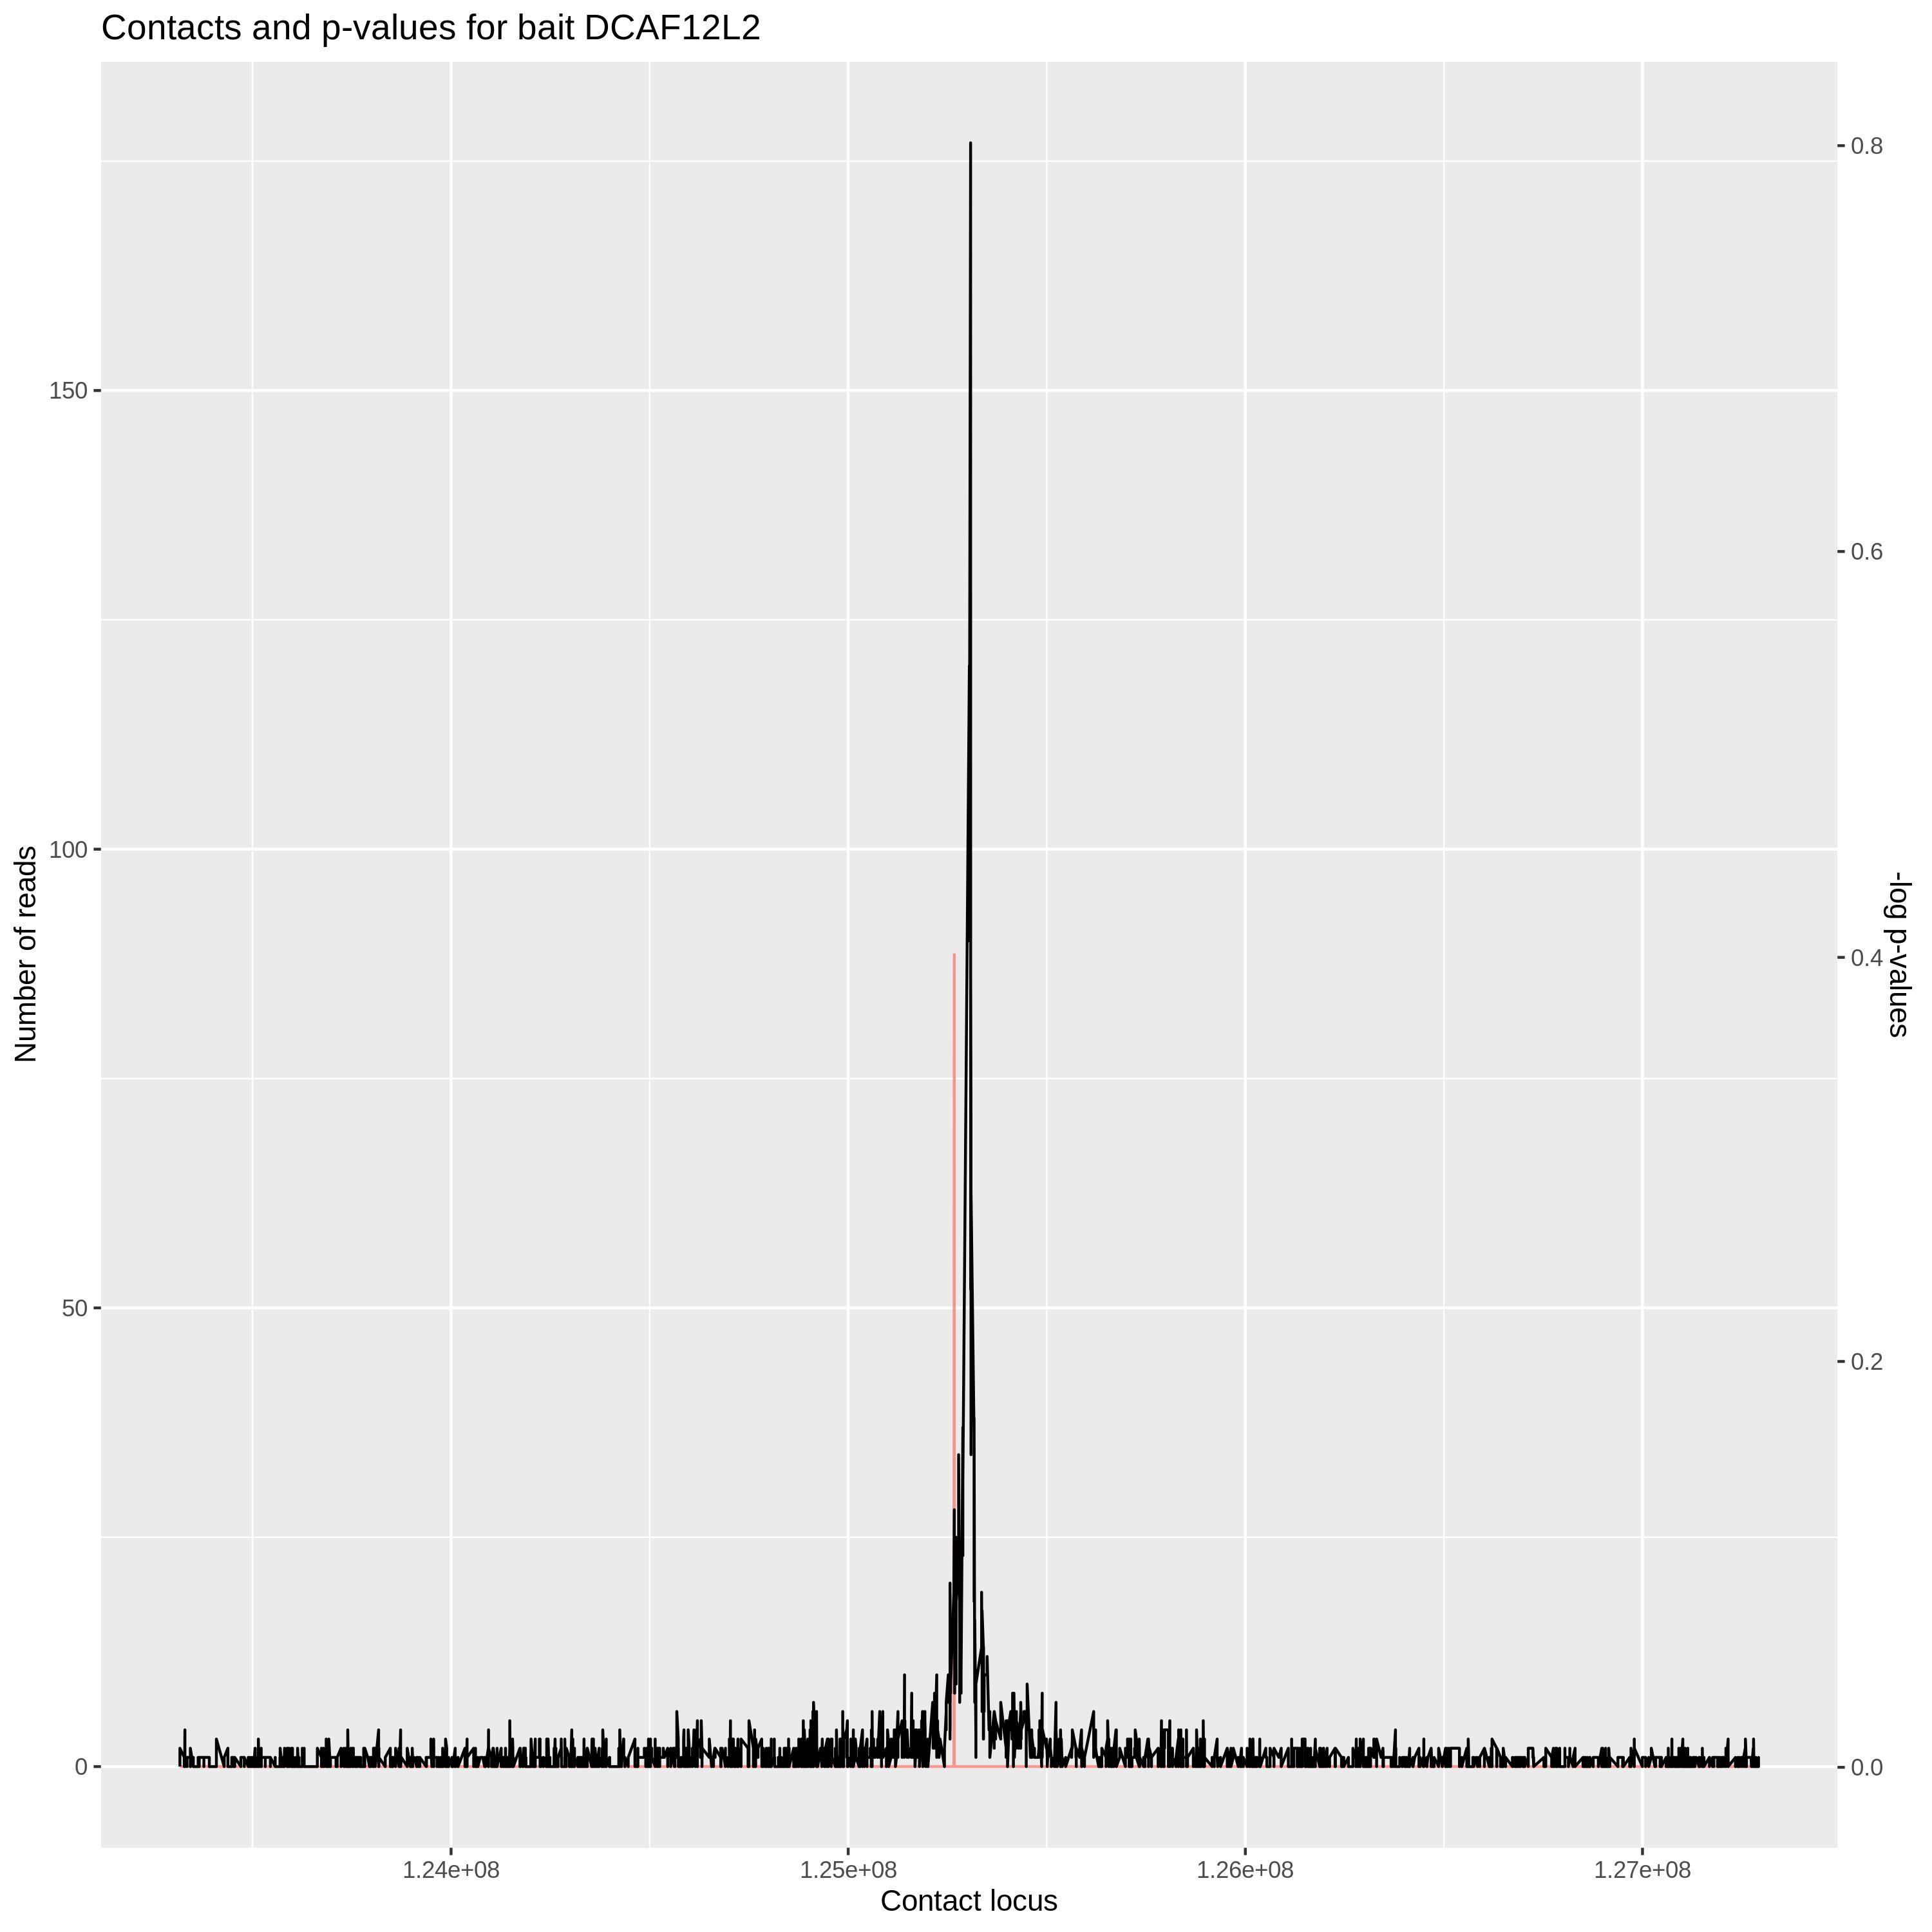 Contacts and p-values for bait DCAF12L2
Number of reads
150
100
50
0
0.8
0.6
0.4
0.2
0.0
-log p-values
1.24e+08
1.25e+08
1.26e+08
1.27e+08
Contact locus